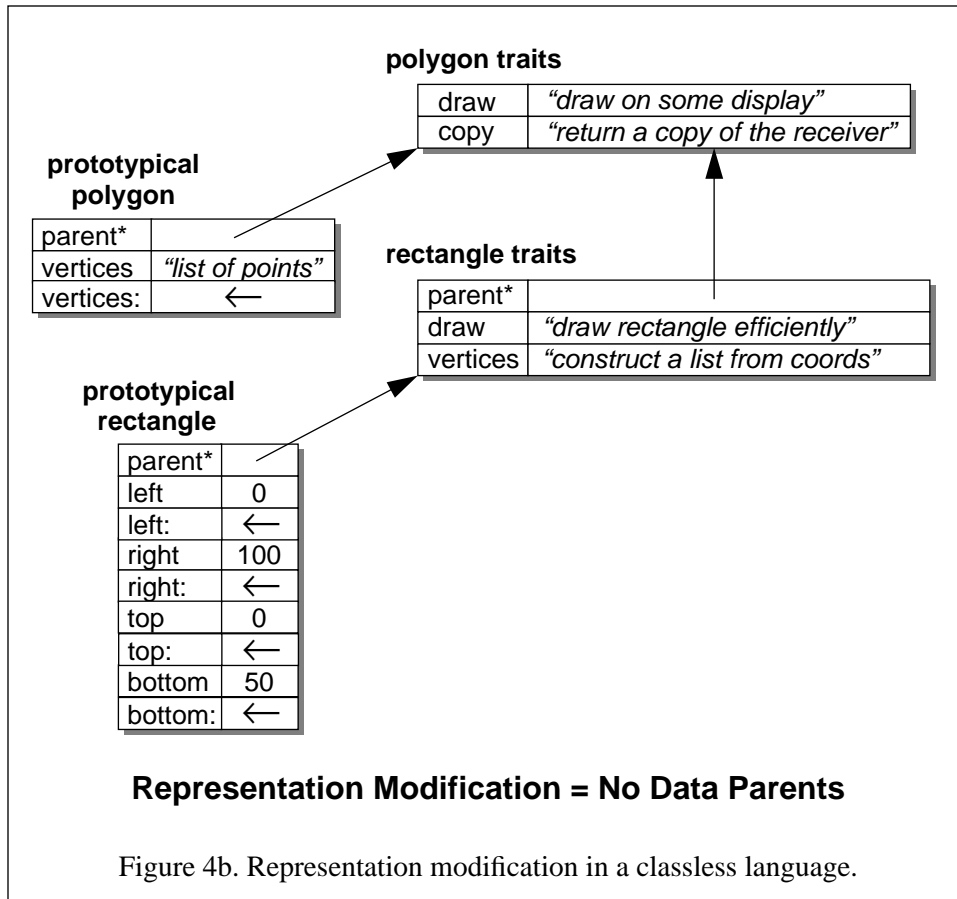 polygon traits
draw “draw on some display”
copy “return a copy of the receiver”
prototypical
polygon
parent*
vertices “list of points”
vertices: ←
rectangle traits
parent*
draw “draw rectangle efficiently”
vertices “construct a list from coords”
prototypical
rectangle
parent*
left 0
left: ←
right 100
right: ←
top 0
top: ←
bottom 50
bottom: ←
Representation Modification = No Data Parents
Figure 4b. Representation modification in a classless language.